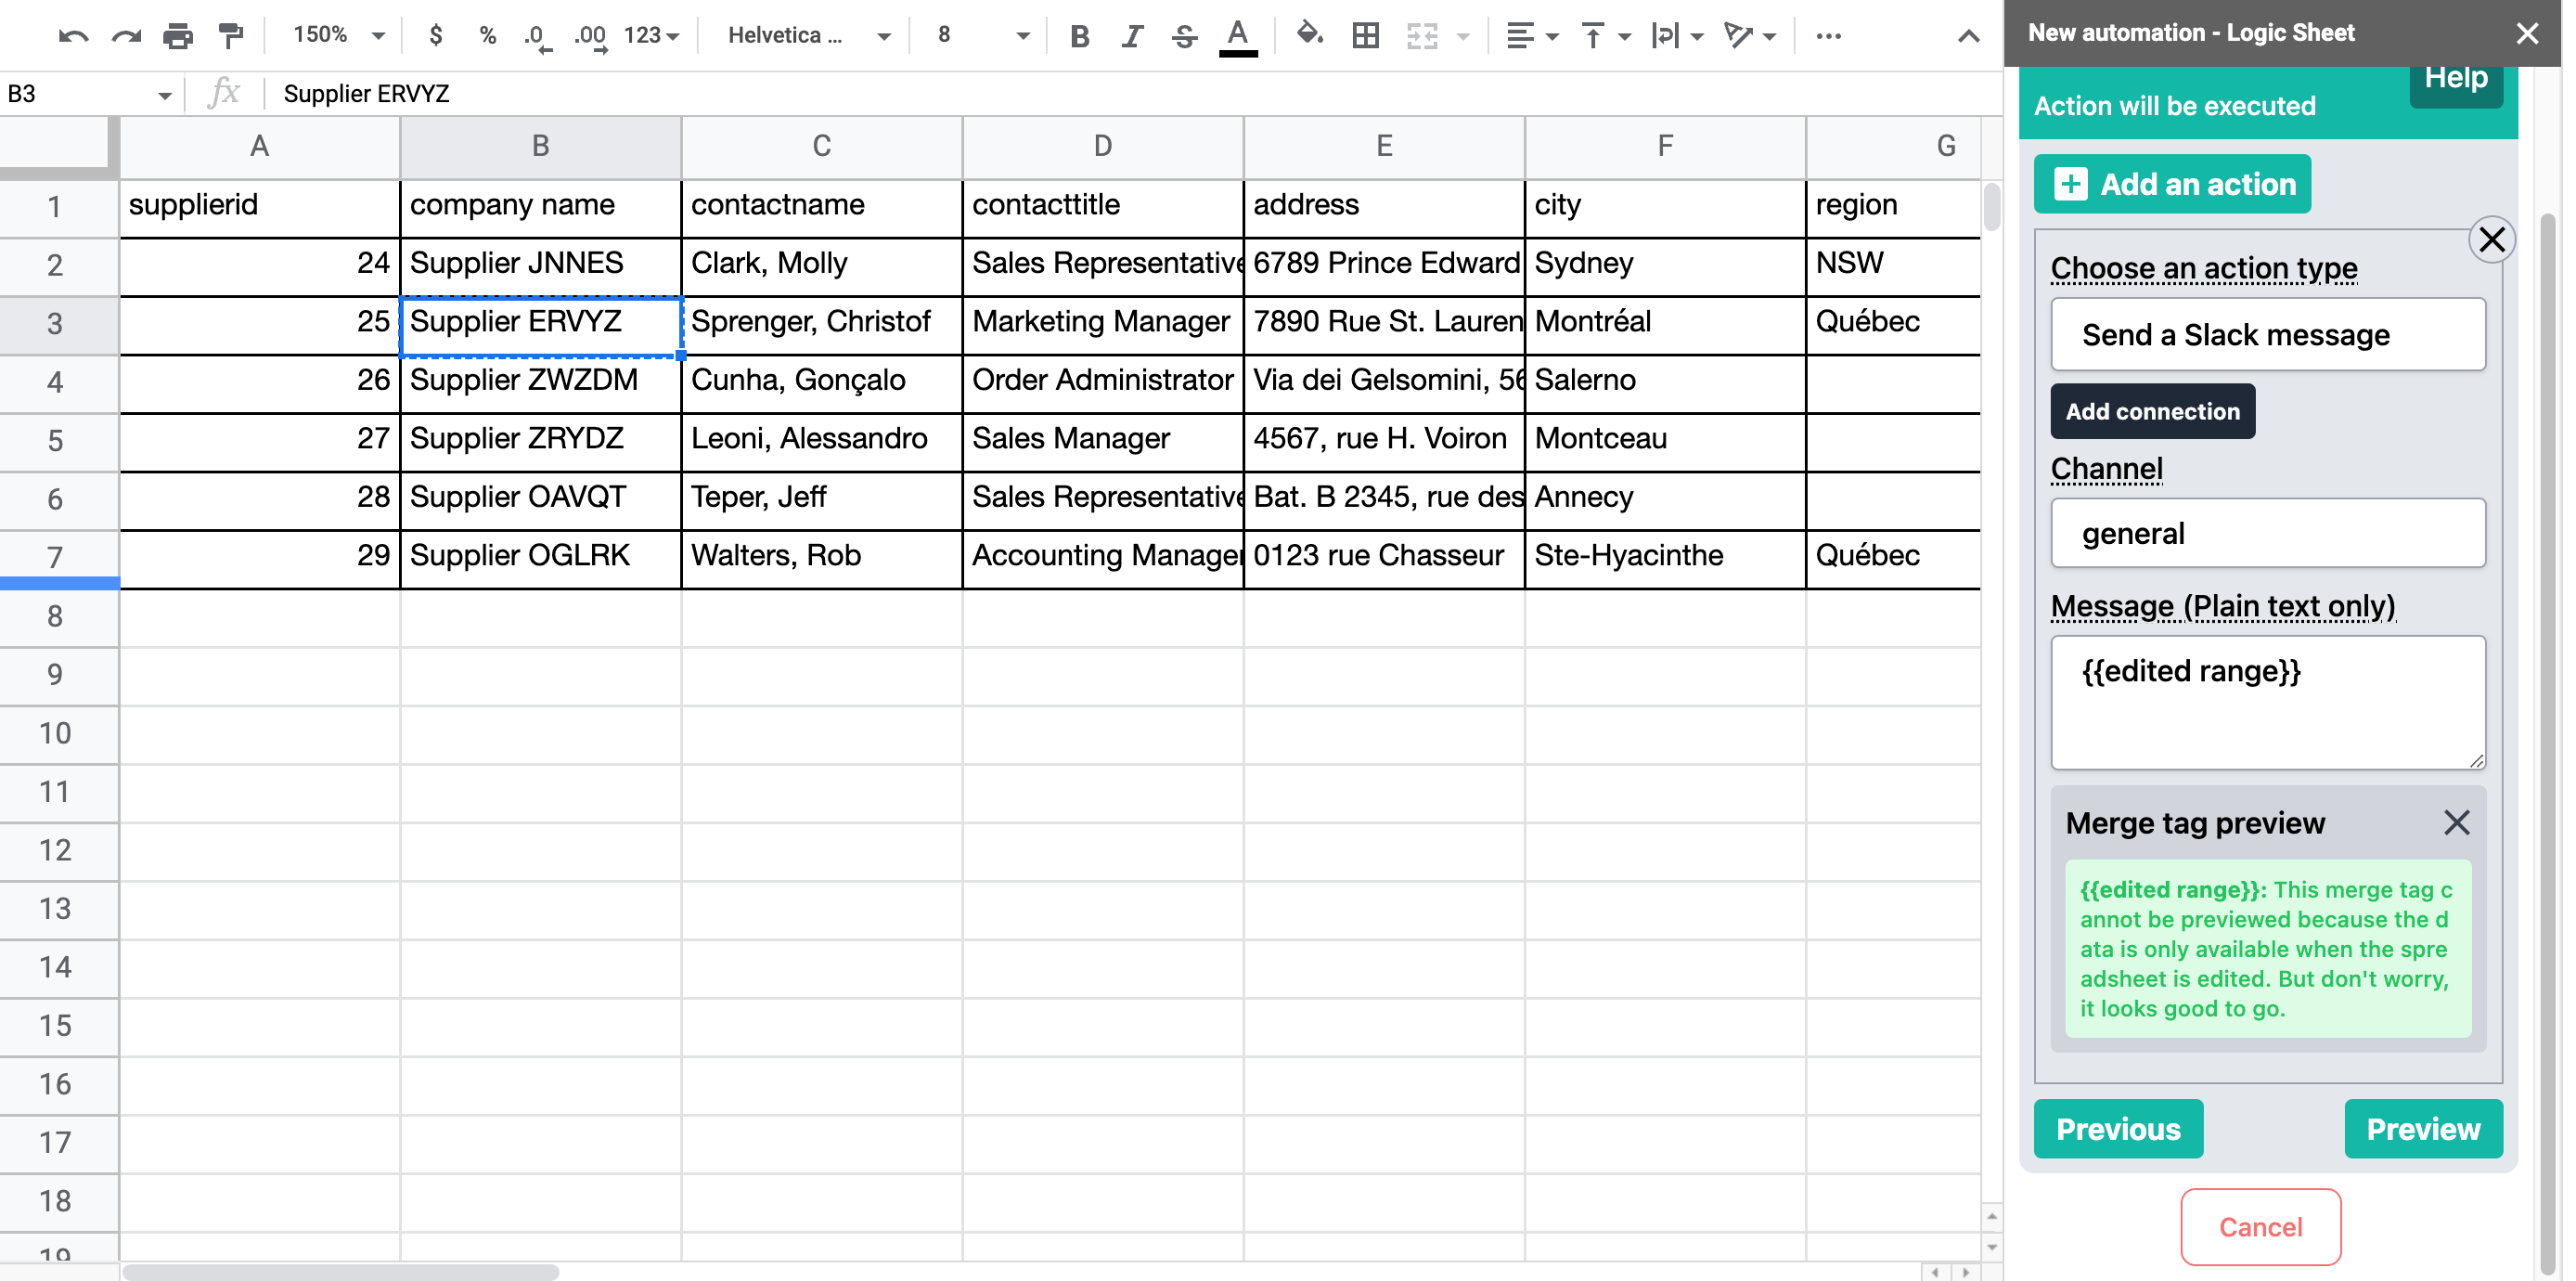 150% $ % .0 .00 123 Helvetica ... 8 B I S A ...
B3 fx Supplier ERVYZ
A B C D E F G
1 supplierid company name contactname contacttitle address city region
2 24 Supplier JNNES Clark, Molly Sales Representative 6789 Prince Edward Sydney NSW
3 25 Supplier ERVYZ Sprenger, Christof Marketing Manager 7890 Rue St. Lauren Montréal Québec
4 26 Supplier ZWZDM Cunha, Gonçalo Order Administrator Via dei Gelsomini, 56 Salerno
5 27 Supplier ZRYDZ Leoni, Alessandro Sales Manager 4567, rue H. Voiron Montceau
6 28 Supplier OAVQT Teper, Jeff Sales Representative Bat. B 2345, rue des Annecy
7 29 Supplier OGLRK Walters, Rob Accounting Manager 0123 rue Chasseur Ste-Hyacinthe Québec
8
9
10
11
12
13
14
15
16
17
18
19
New automation - Logic Sheet
Help
Action will be executed
Add an action
Choose an action type
Send a Slack message
Add connection
Channel
general
Message (Plain text only)
{{edited range}}
Merge tag preview
{{edited range}}: This merge tag c
annot be previewed because the d
ata is only available when the spre
adsheet is edited. But don't worry,
it looks good to go.
Previous Preview
Cancel